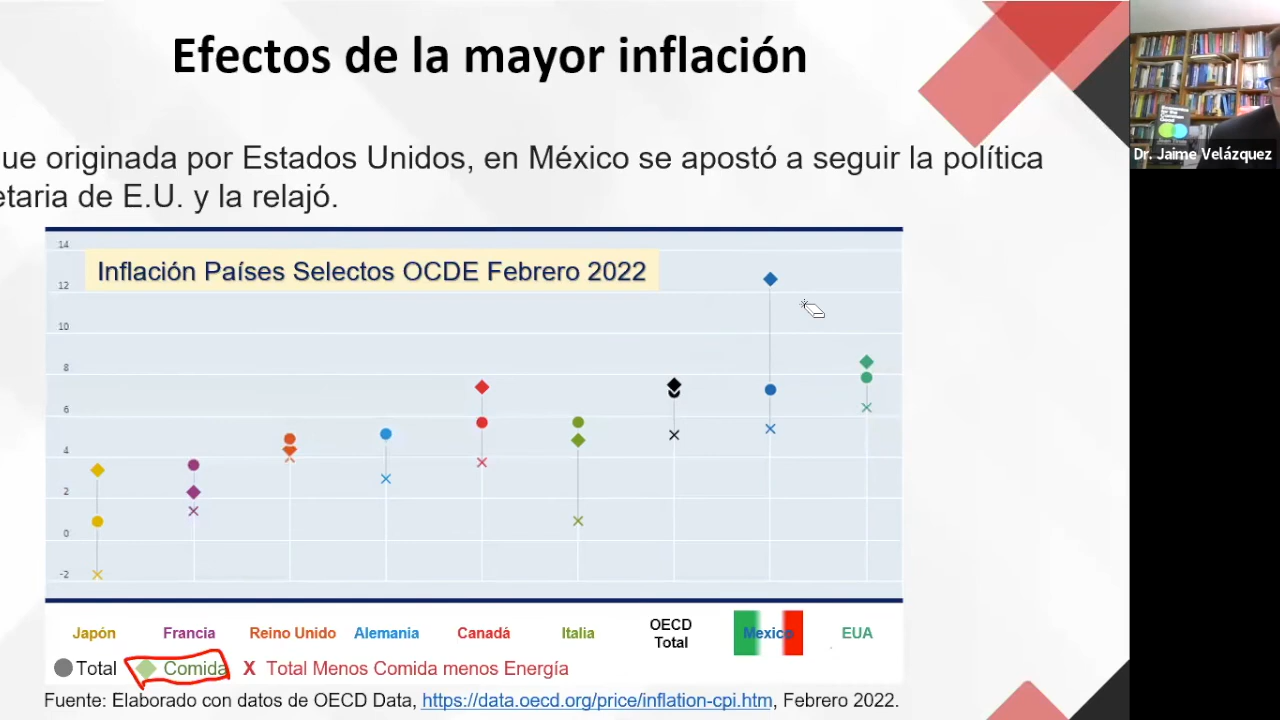 Efectos de la mayor inflación
ue originada por Estados Unidos, en México se apostó a seguir la política
etaria de E.U. y la relajó.
Dr. Jaime Velázquez
Inflación Países Selectos OCDE Febrero 2022
14
12
10
8
6
4
2
0
-2
Japón Francia Reino Unido Alemania Canadá Italia OECD Total Mexico EUA
Total Comida X Total Menos Comida menos Energía
Fuente: Elaborado con datos de OECD Data, https://data.oecd.org/price/inflation-cpi.htm, Febrero 2022.